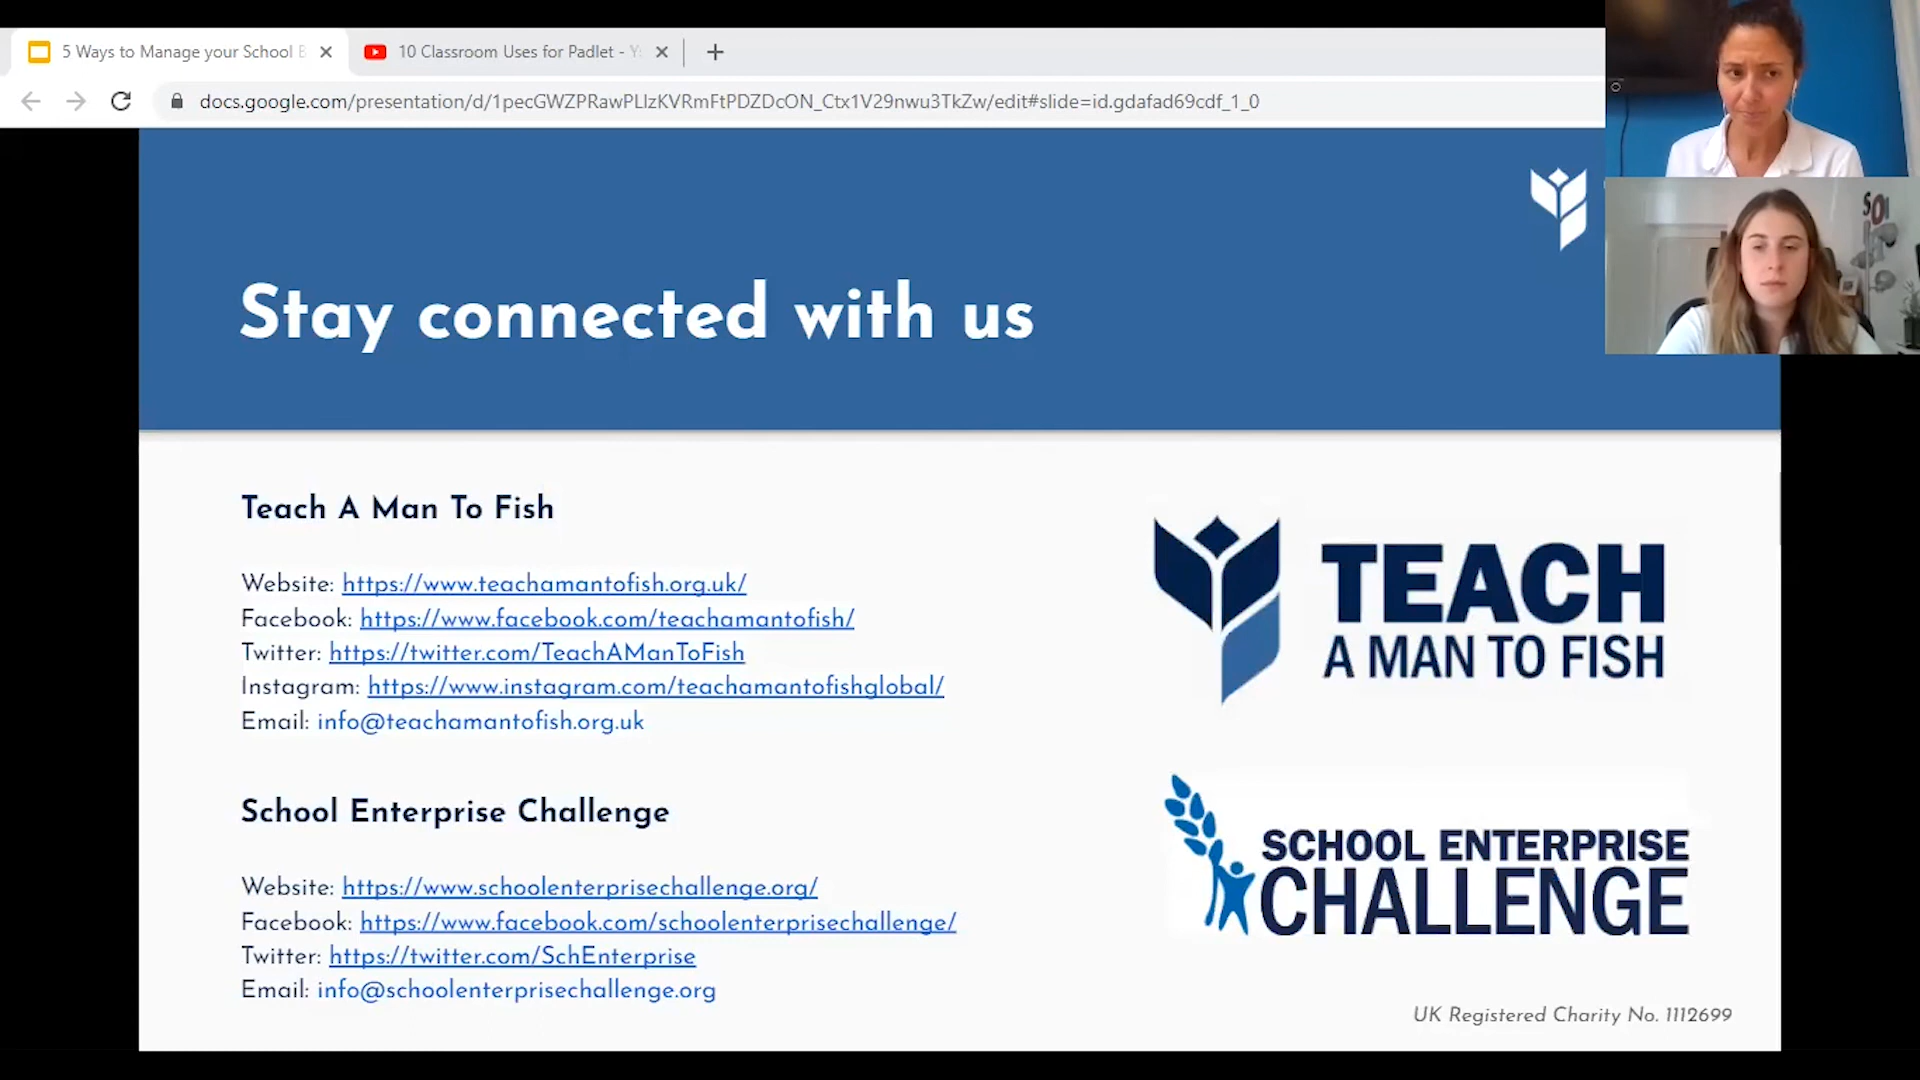 5 Ways to Manage your School
10 Classroom Uses for Padlet -
docs.google.com/presentation/d/1pecGWZPRawPLlzKVRmFtPDZDcON_Ctx1V29nwu3TkZw/edit#slide=id.gdafad69cdf_1_0
Stay connected with us
Teach A Man To Fish
Website: https://www.teachamantofish.org.uk/
Facebook: https://www.facebook.com/teachamantofish/
Twitter: https://twitter.com/TeachAManToFish
Instagram: https://www.instagram.com/teachamantofishglobal/
Email: info@teachamantofish.org.uk
TEACH
A MAN TO FISH
School Enterprise Challenge
Website: https://www.schoolenterprisechallenge.org/
Facebook: https://www.facebook.com/schoolenterprisechallenge/
Twitter: https://twitter.com/SchEnterprise
Email: info@schoolenterprisechallenge.org
SCHOOL ENTERPRISE
CHALLENGE
UK Registered Charity No. 1112699